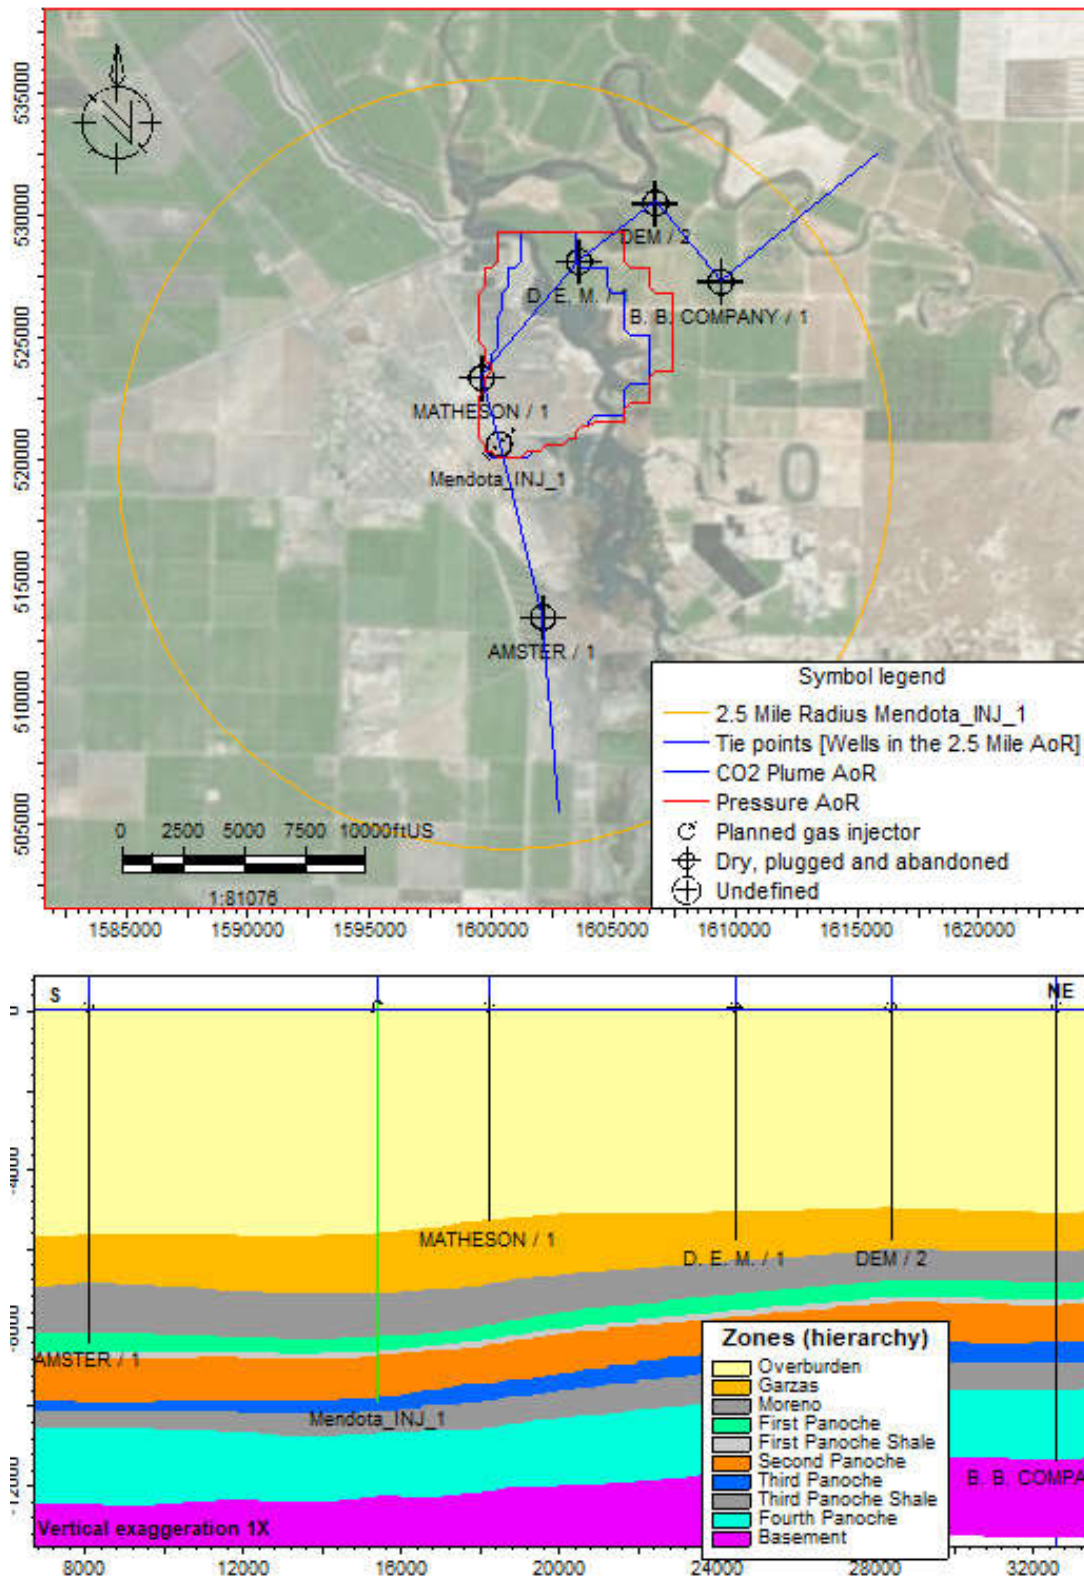 535000
530000
525000
520000
515000
510000
505000
DEM / 2
D. E. M. / 1
B. B. COMPANY / 1
MATHESON / 1
Mendota_INJ_1
AMSTER / 1
Symbol legend
2.5 Mile Radius Mendota_INJ_1
Tie points [Wells in the 2.5 Mile AoR]
CO2 Plume AoR
Pressure AoR
Planned gas injector
Dry, plugged and abandoned
Undefined
0 2500 5000 7500 10000ftUS
1:81076
1585000 1590000 1595000 1600000 1605000 1610000 1615000 1620000
S NE
0
-4000
-8000
-12000
MATHESON / 1
D. E. M. / 1
DEM / 2
AMSTER / 1
Mendota_INJ_1
B. B. COMPA
Zones (hierarchy)
Overburden
Garzas
Moreno
First Panoche
First Panoche Shale
Second Panoche
Third Panoche
Third Panoche Shale
Fourth Panoche
Basement
Vertical exaggeration 1X
8000 12000 16000 20000 24000 28000 32000